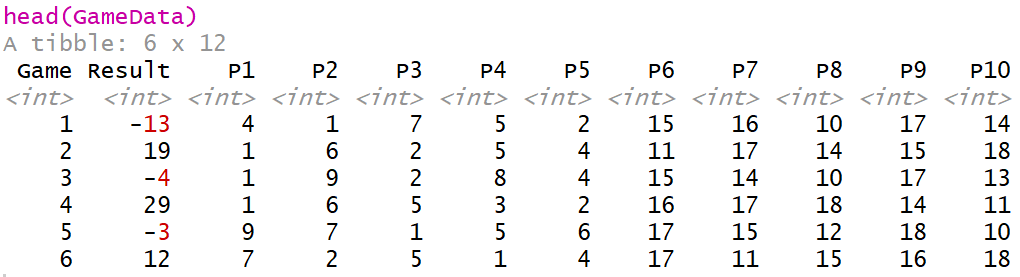 head(GameData)
A tibble: 6 x 12
Game Result P1 P2 P3 P4 P5 P6 P7 P8 P9 P10
<int> <int> <int> <int> <int> <int> <int> <int> <int> <int> <int> <int>
1 -13 4 1 7 5 2 15 16 10 17 14
2 19 1 6 2 5 4 11 17 14 15 18
3 -4 1 9 2 8 4 15 14 10 17 13
4 29 1 6 5 3 2 16 17 18 14 11
5 -3 9 7 1 5 6 17 15 12 18 10
6 12 7 2 5 1 4 17 11 15 16 18